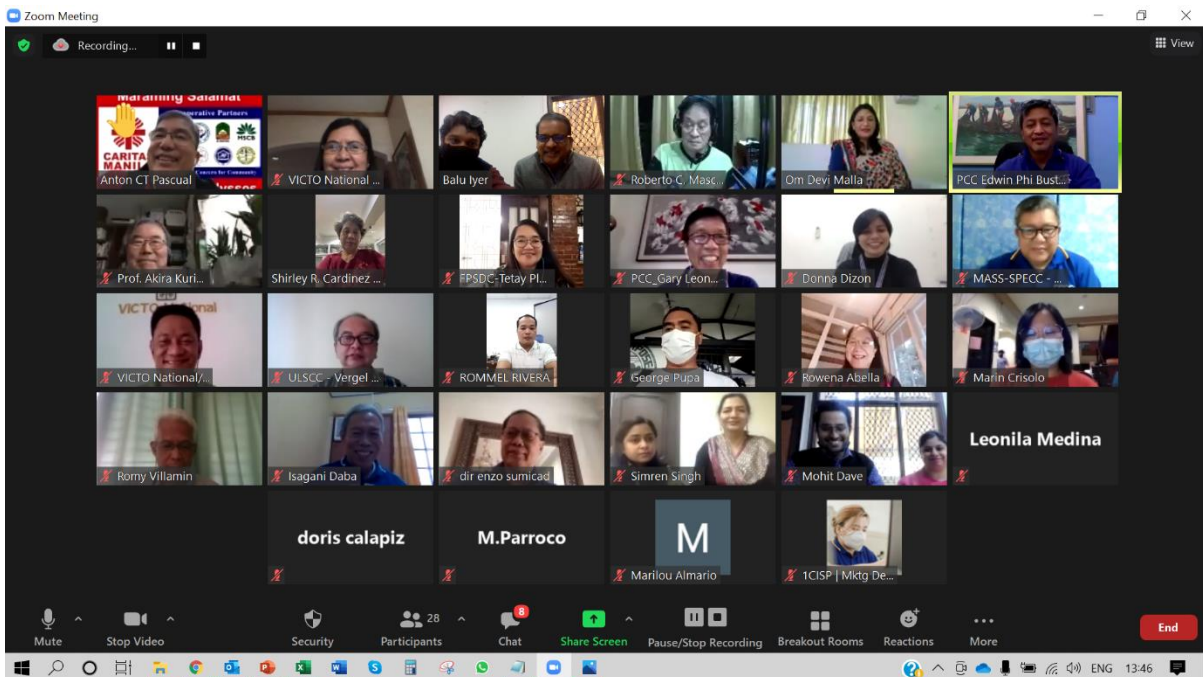 Zoom Meeting
Recording...
View
Maraming Salamat
CARITA
MANIL
MSCB
Anton CT Pascual
VICTO National ...
Balu Iyer
Roberto C. Masc...
Om Devi Malla
PCC Edwin Phi Bust...
Prof. Akira Kuri...
Shirley R. Cardinez ...
FPSDC-Tetay Pl...
PCC_Gary Leon...
Donna Dizon
MASS-SPECC - ...
VICTO National/...
ULSCC - Vergel ...
ROMMEL RIVERA
George Pupa
Rowena Abella
Marin Crisolo
Romy Villamin
Isagani Daba
dir enzo sumicad
Simren Singh
Mohit Dave
Leonila Medina
doris calapiz
M.Parroco
M
Marilou Almario
1CISP | Mktg De...
Mute
Stop Video
Security
28
Participants
8
Chat
Share Screen
Pause/Stop Recording
Breakout Rooms
Reactions
More
End
ENG
13:46